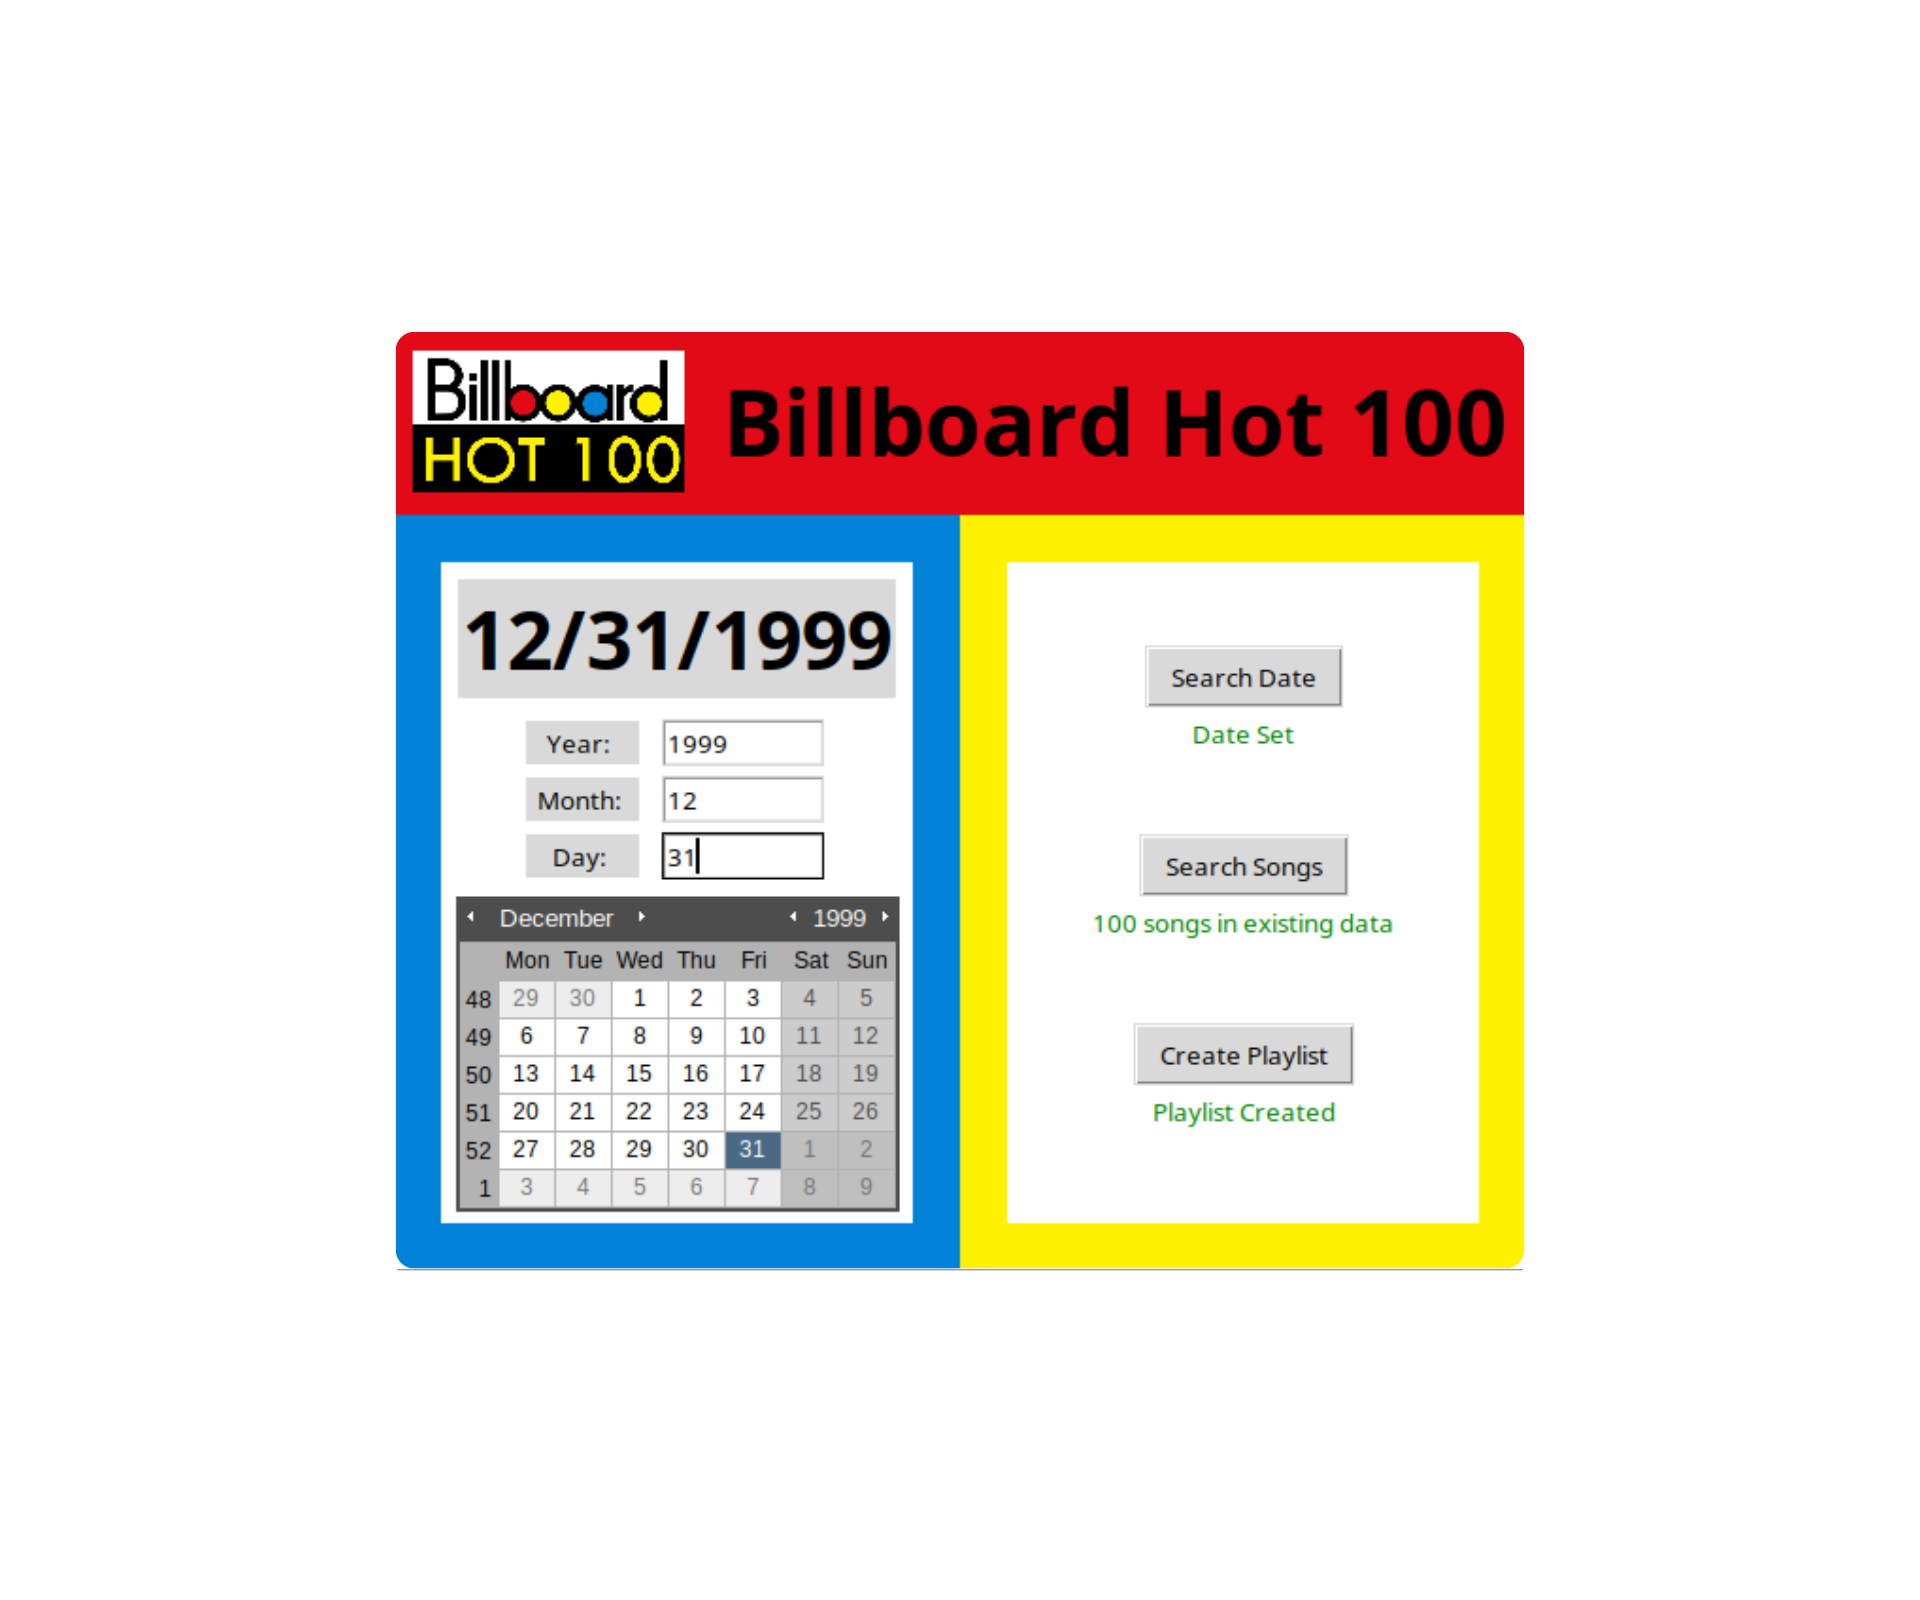 Billboard
HOT 100
Billboard Hot 100
12/31/1999
Year: 1999
Month: 12
Day: 31
December 1999
Mon Tue Wed Thu Fri Sat Sun
48 29 30 1 2 3 4 5
49 6 7 8 9 10 11 12
50 13 14 15 16 17 18 19
51 20 21 22 23 24 25 26
52 27 28 29 30 31 1 2
1 3 4 5 6 7 8 9
Search Date
Date Set
Search Songs
100 songs in existing data
Create Playlist
Playlist Created